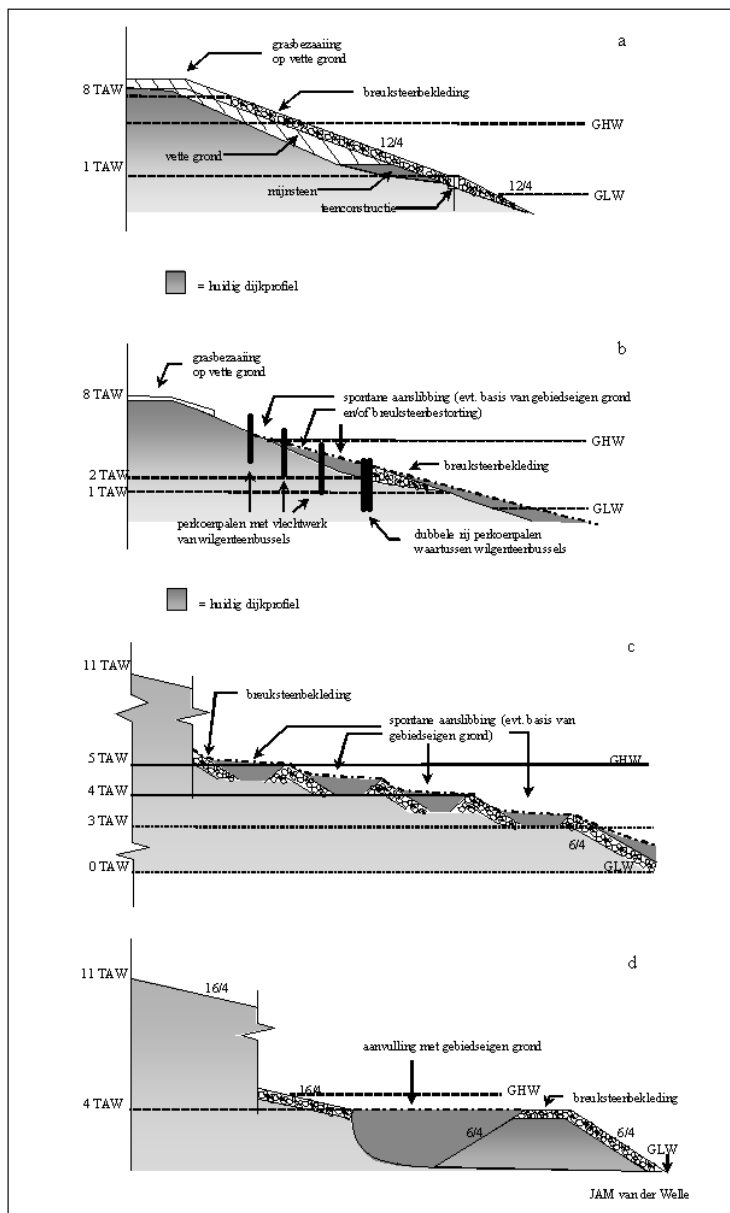 a
grasbezaaiing
op vette grond
8 TAW
breuksteenbekleding
GHW
12/4
vette grond
1 TAW
mijnsteen
12/4
GLW
teenconstructie
= huidig dijkprofiel
b
grasbezaaiing
op vette grond
8 TAW
spontane aanslibbing (evt. basis van gebiedseigen grond
en/of breuksteenbestorting)
GHW
breuksteenbekleding
2 TAW
1 TAW
GLW
perkoenpalen met vlechtwerk
van wilgenteenbussels
dubbele rij perkoenpalen
waartussen wilgenteenbussels
= huidig dijkprofiel
c
11 TAW
breuksteenbekleding
spontane aanslibbing (evt. basis van
gebiedseigen grond)
5 TAW
GHW
4 TAW
3 TAW
6/4
0 TAW
GLW
d
11 TAW
16/4
aanvulling met gebiedseigen grond
16/4
GHW
breuksteenbekleding
4 TAW
6/4
6/4
GLW
JAM van der Welle